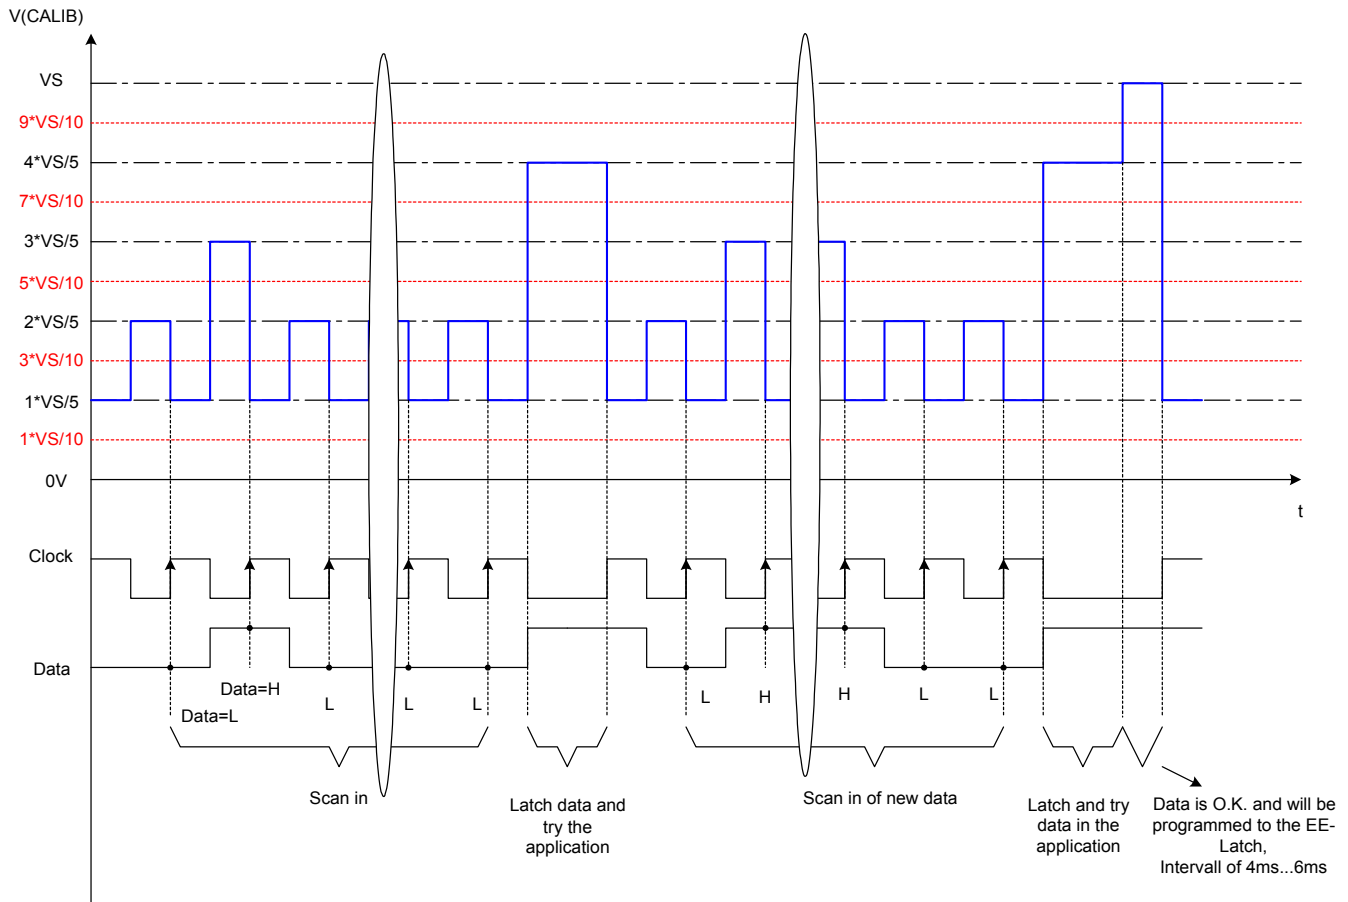 V(CALIB)
VS
9*VS/10
4*VS/5
7*VS/10
3*VS/5
5*VS/10
2*VS/5
3*VS/10
1*VS/5
1*VS/10
0V
t
Clock
Data
Data=L
Data=H
L
L
L
L
H
H
L
L
Scan in
Latch data and
try the
application
Scan in of new data
Latch and try
data in the
application
Data is O.K. and will be
programmed to the EE-
Latch,
Intervall of 4ms...6ms